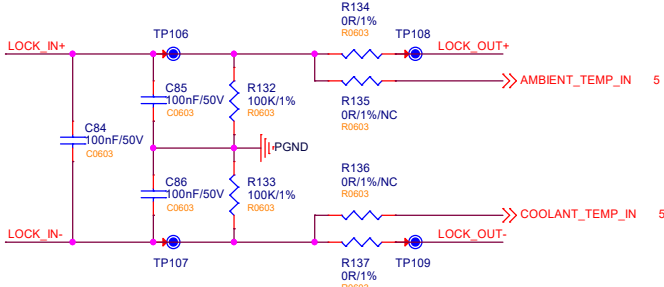 R134
0R/1%
R0603
TP106
TP108
LOCK_IN+
LOCK_OUT+
C85
100nF/50V
C0603
R132
100K/1%
R0603
AMBIENT_TEMP_IN 5
R135
0R/1%/NC
R0603
C84
100nF/50V
C0603
PGND
R136
0R/1%/NC
R0603
C86
100nF/50V
C0603
R133
100K/1%
R0603
COOLANT_TEMP_IN 5
LOCK_IN-
LOCK_OUT-
TP107
R137
0R/1%
R0603
TP109